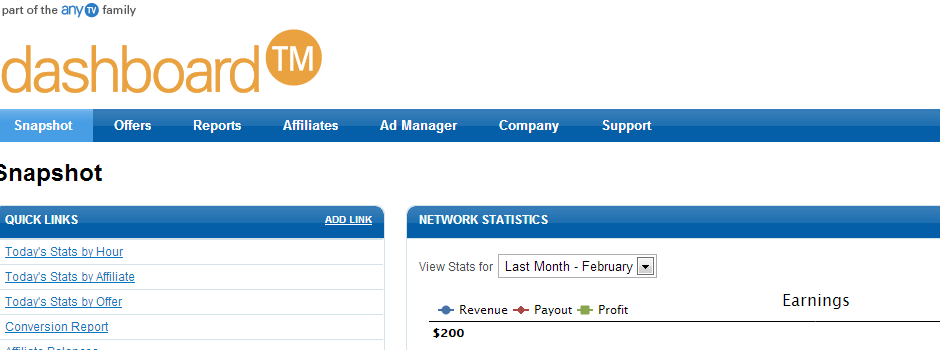 part of the any TV family
dashboard TM
Snapshot Offers Reports Affiliates Ad Manager Company Support
Snapshot
QUICK LINKS ADD LINK
Today's Stats by Hour
Today's Stats by Affiliate
Today's Stats by Offer
Conversion Report
Affiliate Balances
NETWORK STATISTICS
View Stats for Last Month - February
Earnings
Revenue Payout Profit
$200